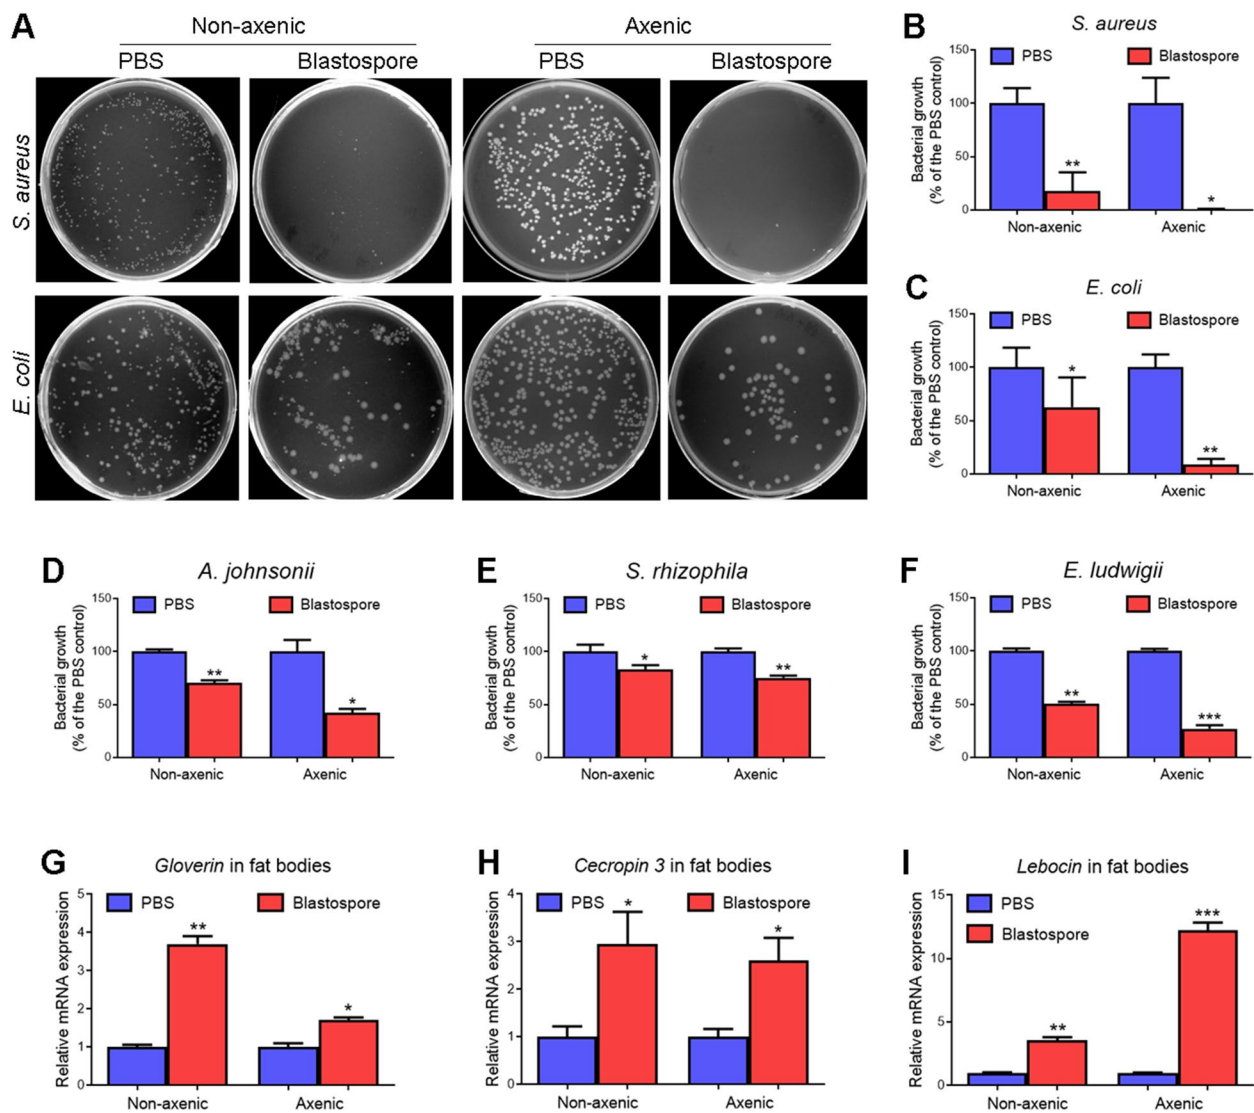 A
Non-axenic
Axenic
PBS
Blastospore
PBS
Blastospore
S. aureus
E. coli
B
S. aureus
PBS
Blastospore
Bacterial growth
(% of the PBS control)
150
100
50
0
**
*
Non-axenic
Axenic
C
E. coli
PBS
Blastospore
Bacterial growth
(% of the PBS control)
150
100
50
0
*
**
Non-axenic
Axenic
D
A. johnsonii
PBS
Blastospore
Bacterial growth
(% of the PBS control)
150
100
50
0
**
*
Non-axenic
Axenic
E
S. rhizophila
PBS
Blastospore
Bacterial growth
(% of the PBS control)
150
100
50
0
*
**
Non-axenic
Axenic
F
E. ludwigii
PBS
Blastospore
Bacterial growth
(% of the PBS control)
150
100
50
0
**
***
Non-axenic
Axenic
G
Gloverin in fat bodies
PBS
Blastospore
Relative mRNA expression
5
4
3
2
1
0
**
*
Non-axenic
Axenic
H
Cecropin 3 in fat bodies
PBS
Blastospore
Relative mRNA expression
4
3
2
1
0
*
*
Non-axenic
Axenic
I
Lebocin in fat bodies
PBS
Blastospore
Relative mRNA expression
15
10
5
0
**
***
Non-axenic
Axenic